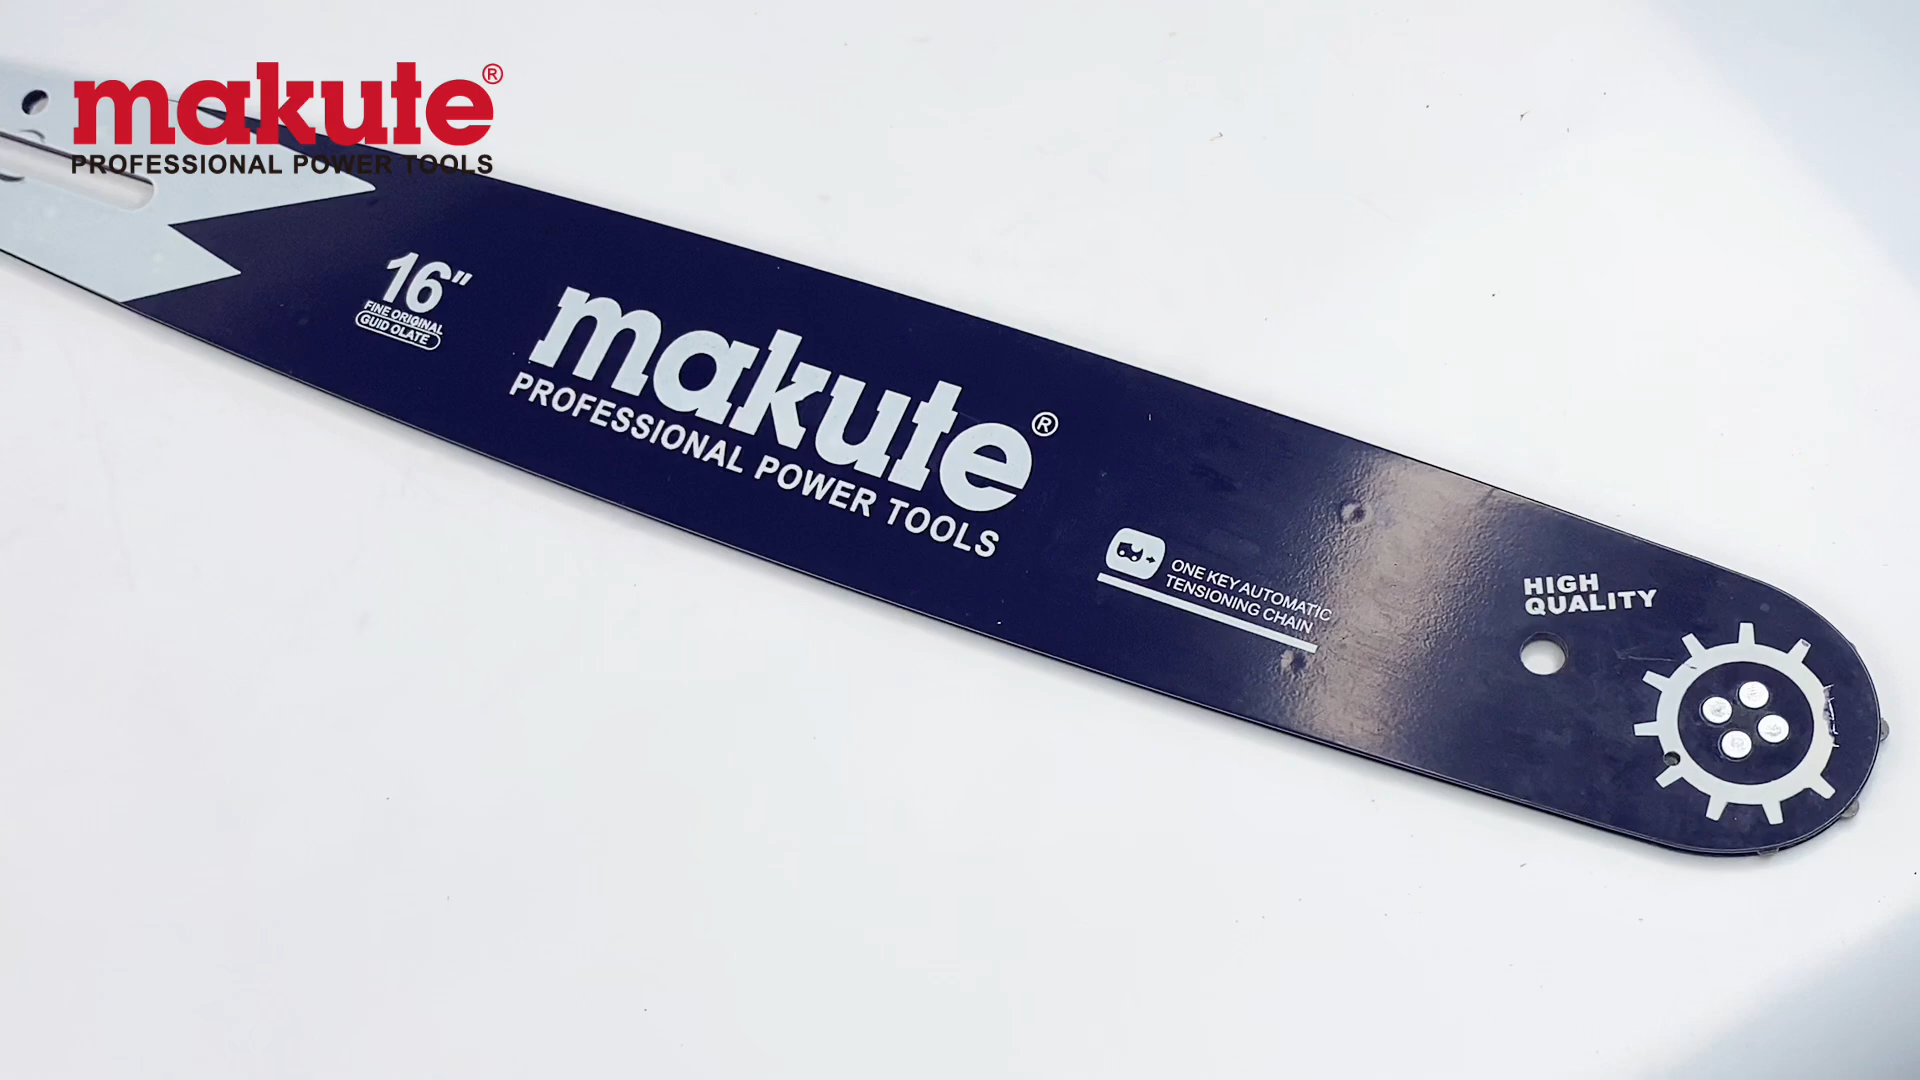 makute®
PROFESSIONAL POWER TOOLS
16"
FINE ORIGINAL
GUID OLATE
makute®
PROFESSIONAL POWER TOOLS
ONE KEY AUTOMATIC
TENSIONING CHAIN
HIGH
QUALITY